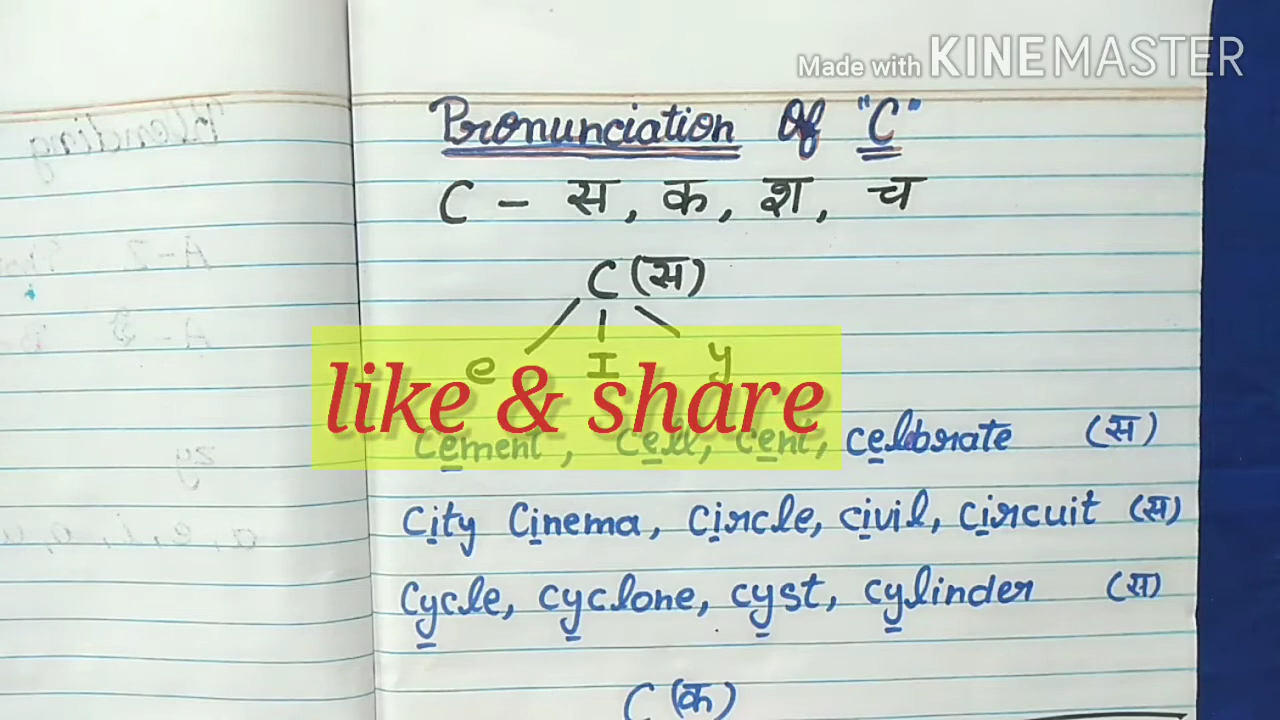 Made with KINEMASTER
Pronunciation Of "C"
C - स, क, श, च
C (स)
e I y
like & share
Cement, Cell, Cent, celebrate (स)
City Cinema, circle, civil, circuit (स)
Cycle, cyclone, cyst, cylinder (स)
C (क)